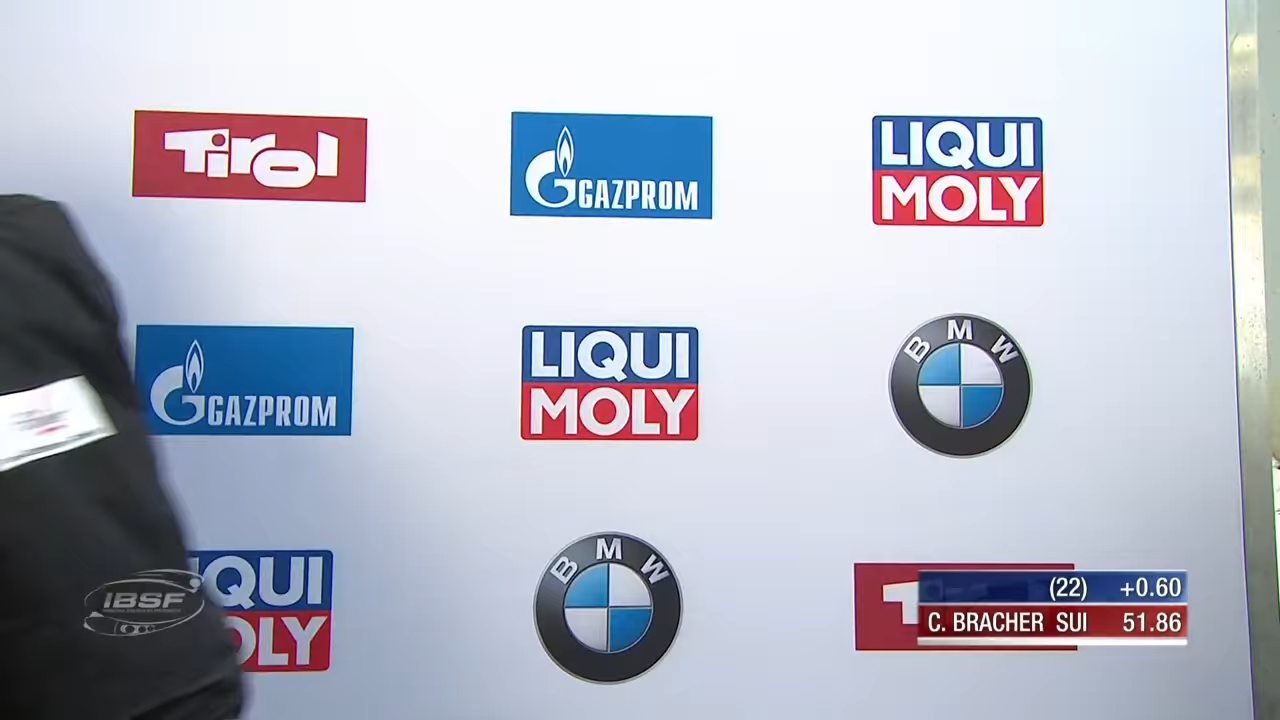 Tirol
GAZPROM
LIQUI
MOLY
GAZPROM
LIQUI
MOLY
BMW
IBSF
QUI
OLY
BMW
(22) +0.60
C. BRACHER SUI 51.86